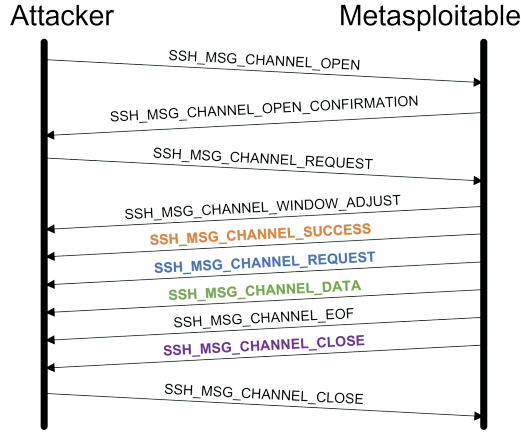 Attacker
Metasploitable
SSH_MSG_CHANNEL_OPEN
SSH_MSG_CHANNEL_OPEN_CONFIRMATION
SSH_MSG_CHANNEL_REQUEST
SSH_MSG_CHANNEL_WINDOW_ADJUST
SSH_MSG_CHANNEL_SUCCESS
SSH_MSG_CHANNEL_REQUEST
SSH_MSG_CHANNEL_DATA
SSH_MSG_CHANNEL_EOF
SSH_MSG_CHANNEL_CLOSE
SSH_MSG_CHANNEL_CLOSE